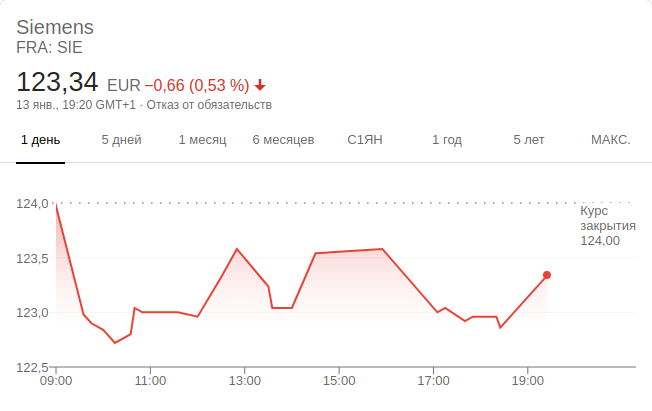 Siemens
FRA: SIE
123,34 EUR −0,66 (0,53 %)
13 янв., 19:20 GMT+1 · Отказ от обязательств
1 день 5 дней 1 месяц 6 месяцев С1ЯН 1 год 5 лет МАКС.
124,0
Курс
закрытия
124,00
123,5
123,0
122,5
09:00 11:00 13:00 15:00 17:00 19:00